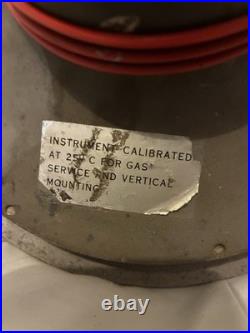 INSTRUMENT CALIBRATED
AT 25° C FOR GAS
SERVICE AND VERTICAL
MOUNTING